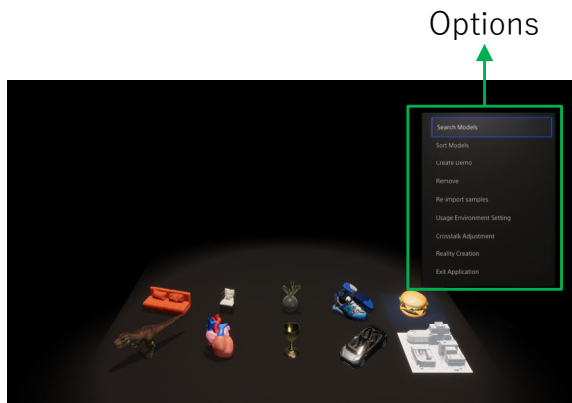 Options
Search Models
Sort Models
Create Demo
Remove
Re-import samples
Usage Environment Setting
Crosstalk Adjustment
Reality Creation
Exit Application